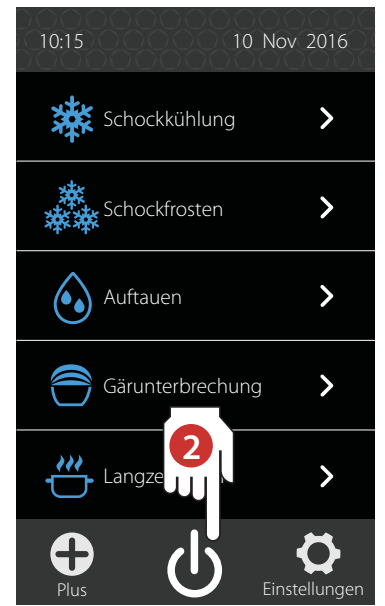 10:15 10 Nov 2016
Schockkühlung
Schockfrosten
Auftauen
Gärunterbrechung
2
Plus Einstellungen